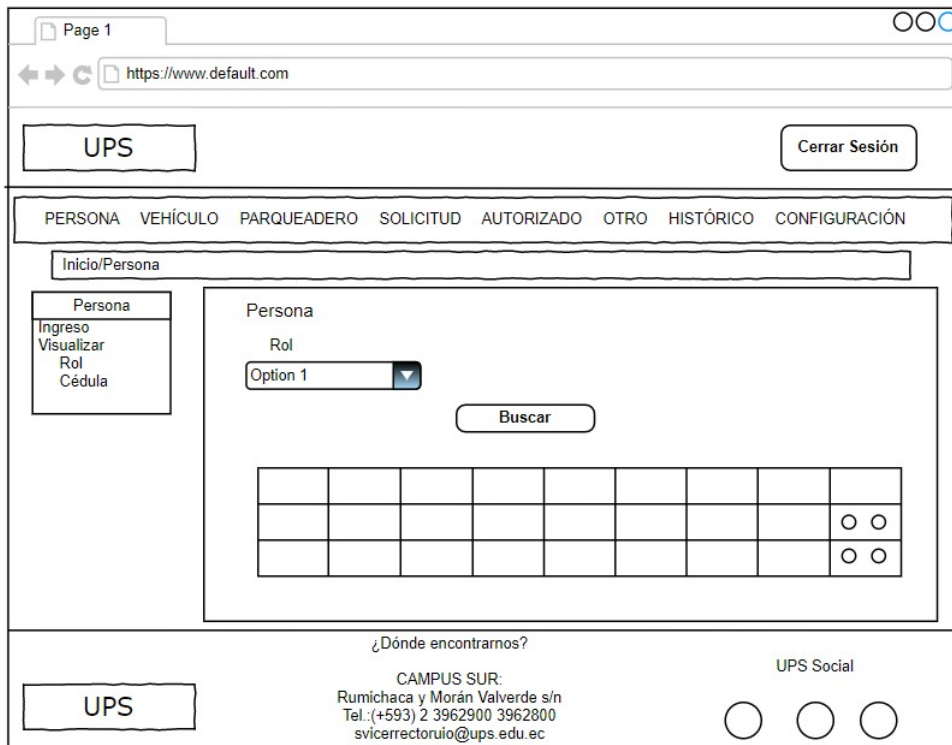 Page 1
https://www.default.com
UPS
Cerrar Sesión
PERSONA VEHÍCULO PARQUEADERO SOLICITUD AUTORIZADO OTRO HISTÓRICO CONFIGURACIÓN
Inicio/Persona
Persona
Ingreso
Visualizar
Rol
Cédula
Persona
Rol
Option 1
Buscar
UPS
¿Dónde encontrarnos?
CAMPUS SUR:
Rumichaca y Morán Valverde s/n
Tel.:(+593) 2 3962900 3962800
svicerrectoruio@ups.edu.ec
UPS Social